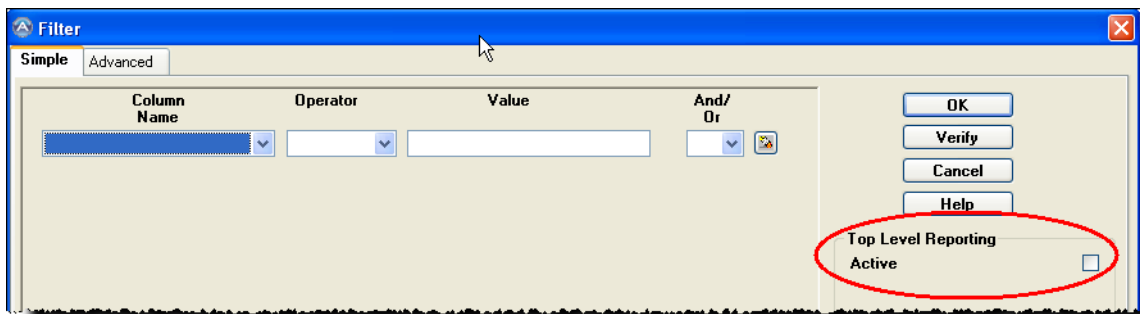 Filter
Simple Advanced
Column Name Operator Value And/ Or
OK
Verify
Cancel
Help
Top Level Reporting
Active